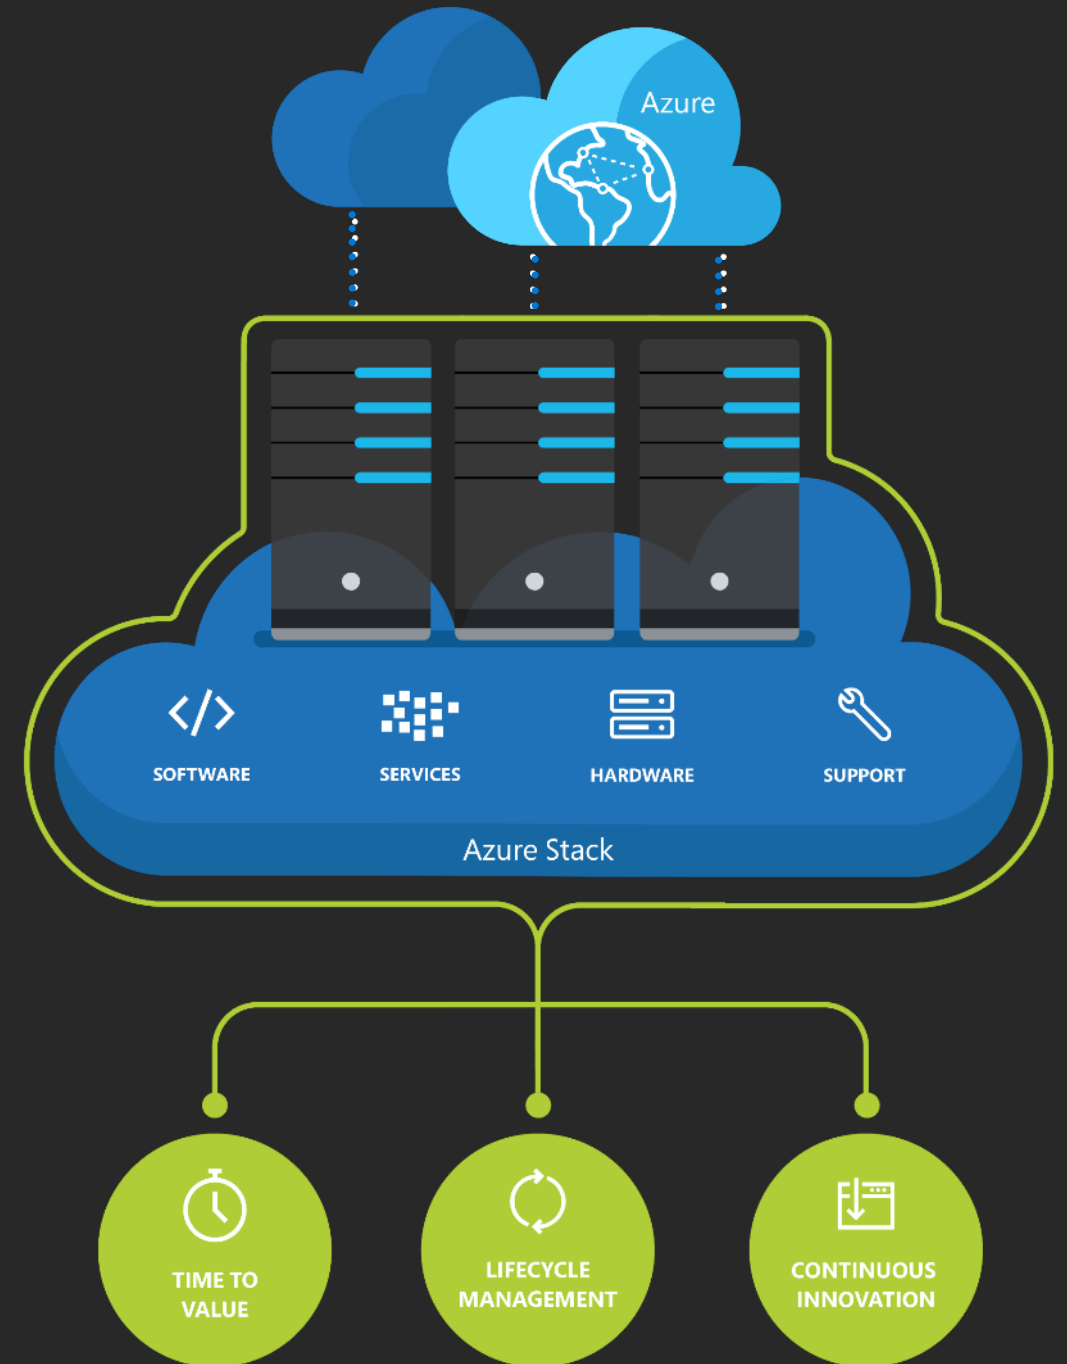 Azure
SOFTWARE
SERVICES
HARDWARE
SUPPORT
Azure Stack
TIME TO
VALUE
LIFECYCLE
MANAGEMENT
CONTINUOUS
INNOVATION